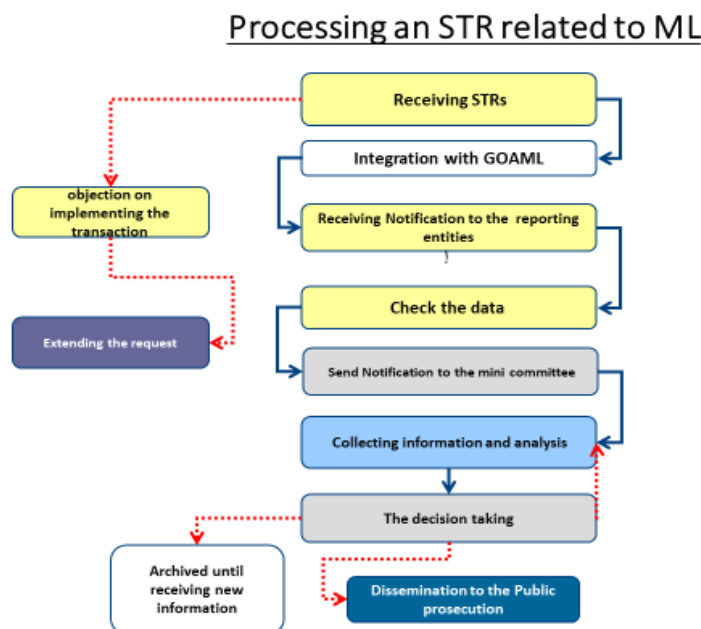 Processing an STR related to ML
Receiving STRs
Integration with GOAML
objection on
implementing the
transaction
Receiving Notification to the reporting
entities
Check the data
Extending the request
Send Notification to the mini committee
Collecting information and analysis
The decision taking
Archived until
receiving new
information
Dissemination to the Public
prosecution